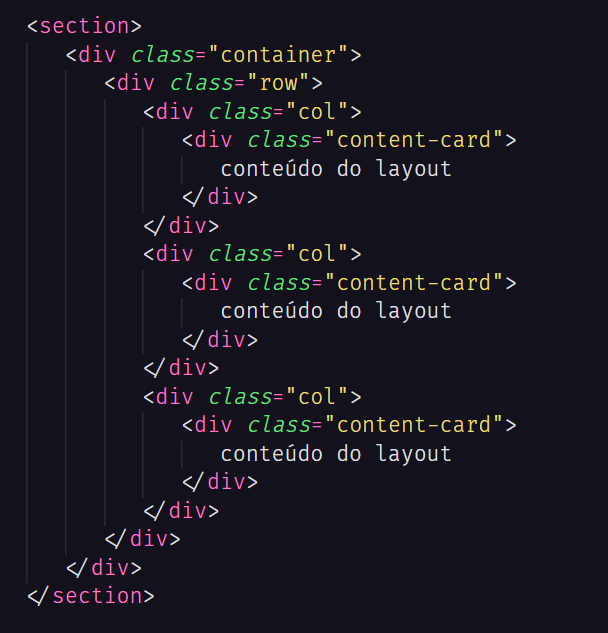 <section>
<div class="container">
<div class="row">
<div class="col">
<div class="content-card">
conteúdo do layout
</div>
</div>
<div class="col">
<div class="content-card">
conteúdo do layout
</div>
</div>
<div class="col">
<div class="content-card">
conteúdo do layout
</div>
</div>
</div>
</div>
</section>